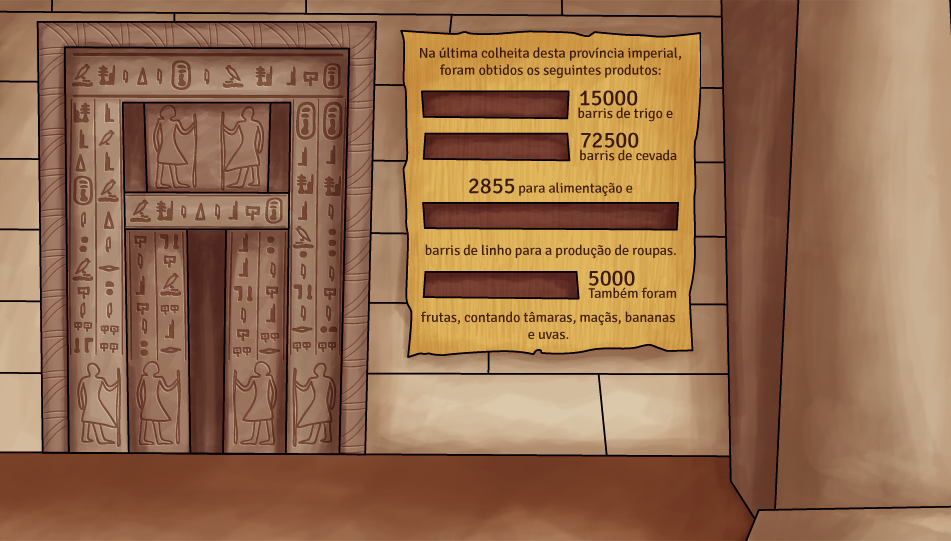 Na última colheita desta província imperial,
foram obtidos os seguintes produtos:
15000
barris de trigo e
72500
barris de cevada
2855 para alimentação e
barris de linho para a produção de roupas.
5000
Também foram
frutas, contando tâmaras, maçãs, bananas
e uvas.